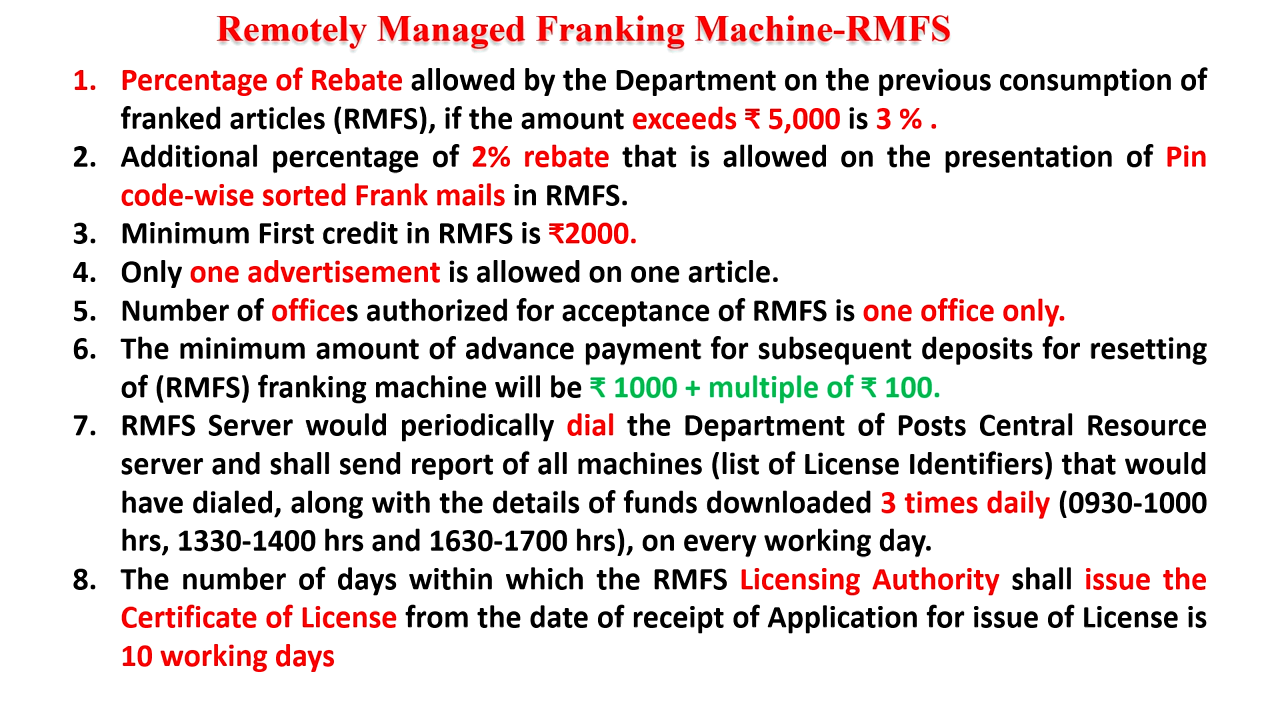 Remotely Managed Franking Machine-RMFS
1. Percentage of Rebate allowed by the Department on the previous consumption of
franked articles (RMFS), if the amount exceeds ₹ 5,000 is 3 % .
2. Additional percentage of 2% rebate that is allowed on the presentation of Pin
code-wise sorted Frank mails in RMFS.
3. Minimum First credit in RMFS is ₹2000.
4. Only one advertisement is allowed on one article.
5. Number of offices authorized for acceptance of RMFS is one office only.
6. The minimum amount of advance payment for subsequent deposits for resetting
of (RMFS) franking machine will be ₹ 1000 + multiple of ₹ 100.
7. RMFS Server would periodically dial the Department of Posts Central Resource
server and shall send report of all machines (list of License Identifiers) that would
have dialed, along with the details of funds downloaded 3 times daily (0930-1000
hrs, 1330-1400 hrs and 1630-1700 hrs), on every working day.
8. The number of days within which the RMFS Licensing Authority shall issue the
Certificate of License from the date of receipt of Application for issue of License is
10 working days